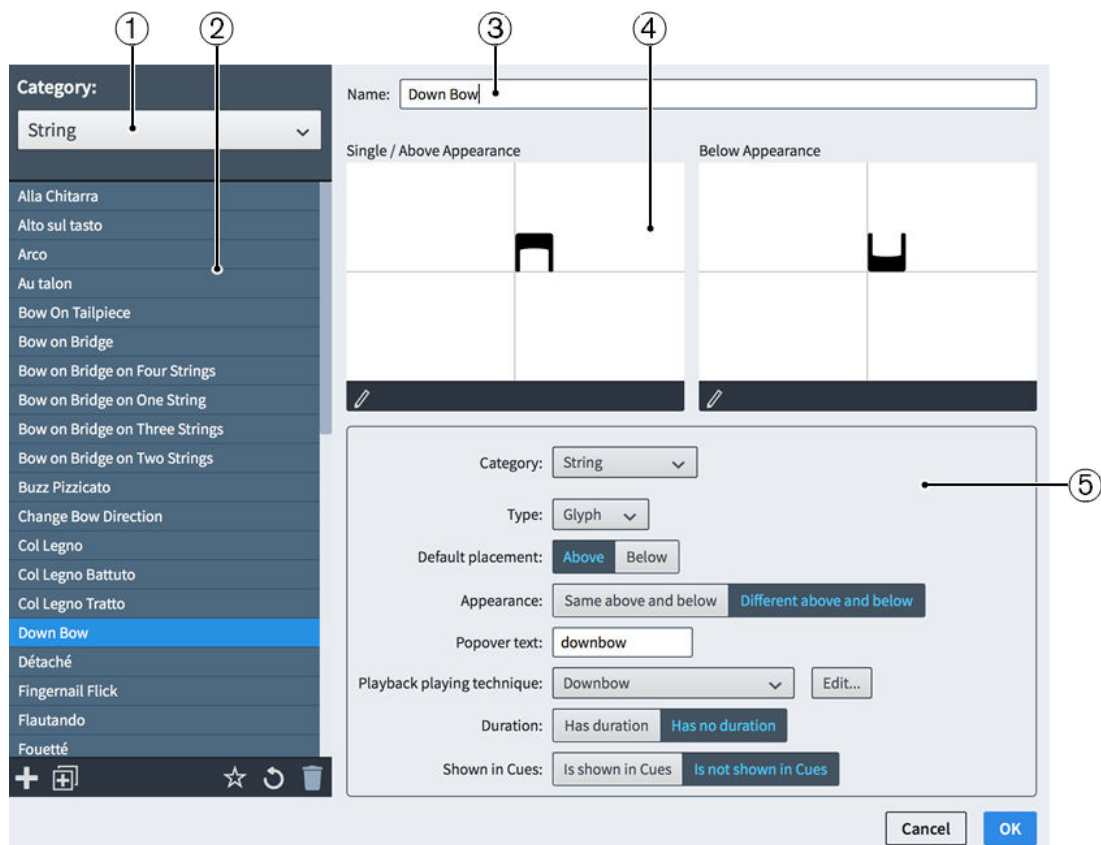 1
2
3
4
Category:
String
Alla Chitarra
Alto sul tasto
Arco
Au talon
Bow On Tailpiece
Bow on Bridge
Bow on Bridge on Four Strings
Bow on Bridge on One String
Bow on Bridge on Three Strings
Bow on Bridge on Two Strings
Buzz Pizzicato
Change Bow Direction
Col Legno
Col Legno Battuto
Col Legno Tratto
Down Bow
Détaché
Fingernail Flick
Flautando
Fouetté
Name: Down Bow
Single / Above Appearance
Below Appearance
Category: String
5
Type: Glyph
Default placement: Above Below
Appearance: Same above and below Different above and below
Popover text: downbow
Playback playing technique: Downbow Edit...
Duration: Has duration Has no duration
Shown in Cues: Is shown in Cues Is not shown in Cues
Cancel OK